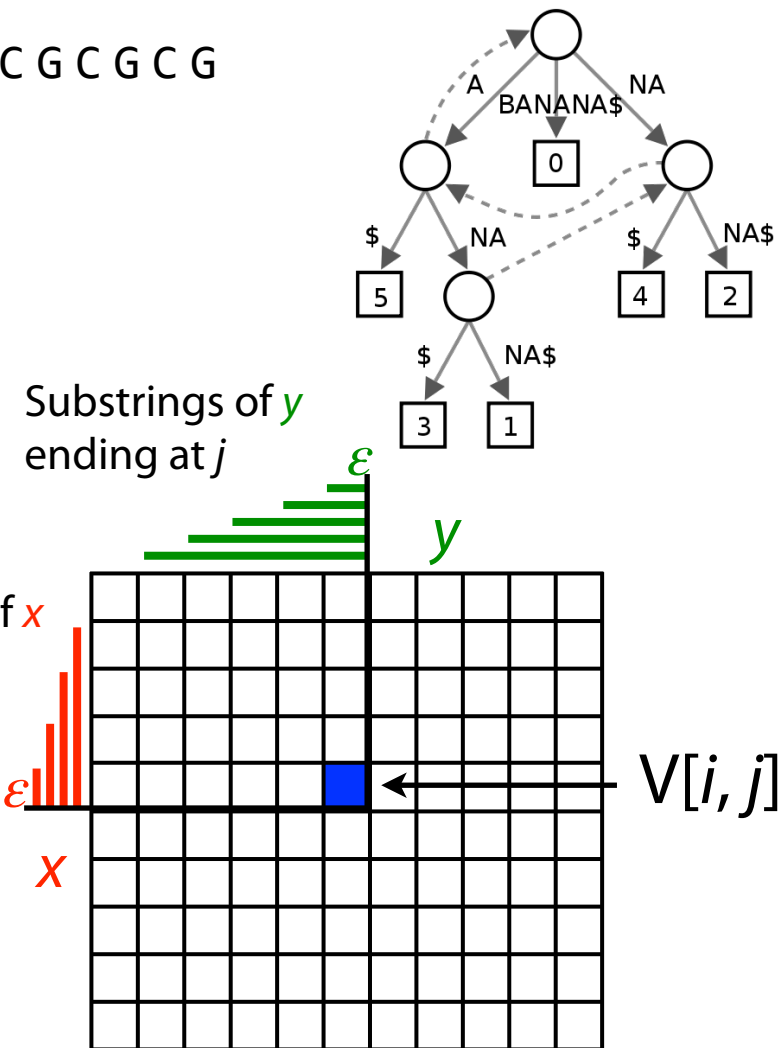 C G C G C G
A
BANANA$
NA
0
$
NA
$
NA$
5
4
2
$
NA$
3
1
Substrings of y
ending at j
ε
y
f x
ε
V[i, j]
x